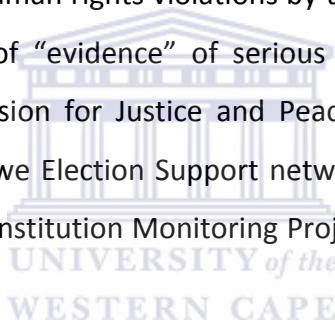 uman rights violations by t
of “evidence” of serious
sion for Justice and Peac
we Election Support netw
nstitution Monitoring Proj
UNIVERSITY of the
WESTERN CAPE